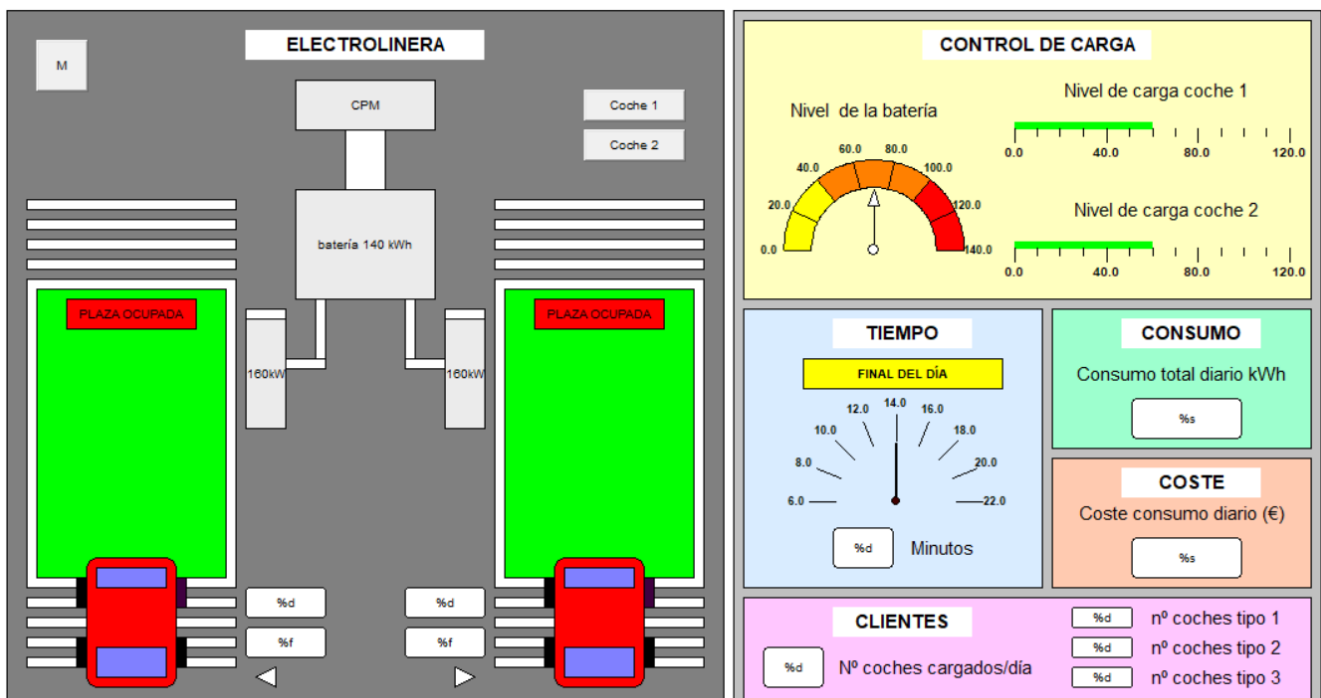 ELECTROLINERA
M
CPM
Coche 1
Coche 2
batería 140 kWh
PLAZA OCUPADA
PLAZA OCUPADA
160kW
160kW
%d
%d
%f
%f
CONTROL DE CARGA
Nivel de la batería
0.0
20.0
40.0
60.0
80.0
100.0
120.0
140.0
Nivel de carga coche 1
0.0 40.0 80.0 120.0
Nivel de carga coche 2
0.0 40.0 80.0 120.0
TIEMPO
FINAL DEL DÍA
6.0
8.0
10.0
12.0
14.0
16.0
18.0
20.0
22.0
%d Minutos
CONSUMO
Consumo total diario kWh
%s
COSTE
Coste consumo diario (€)
%s
CLIENTES
%d Nº coches cargados/día
%d nº coches tipo 1
%d nº coches tipo 2
%d nº coches tipo 3